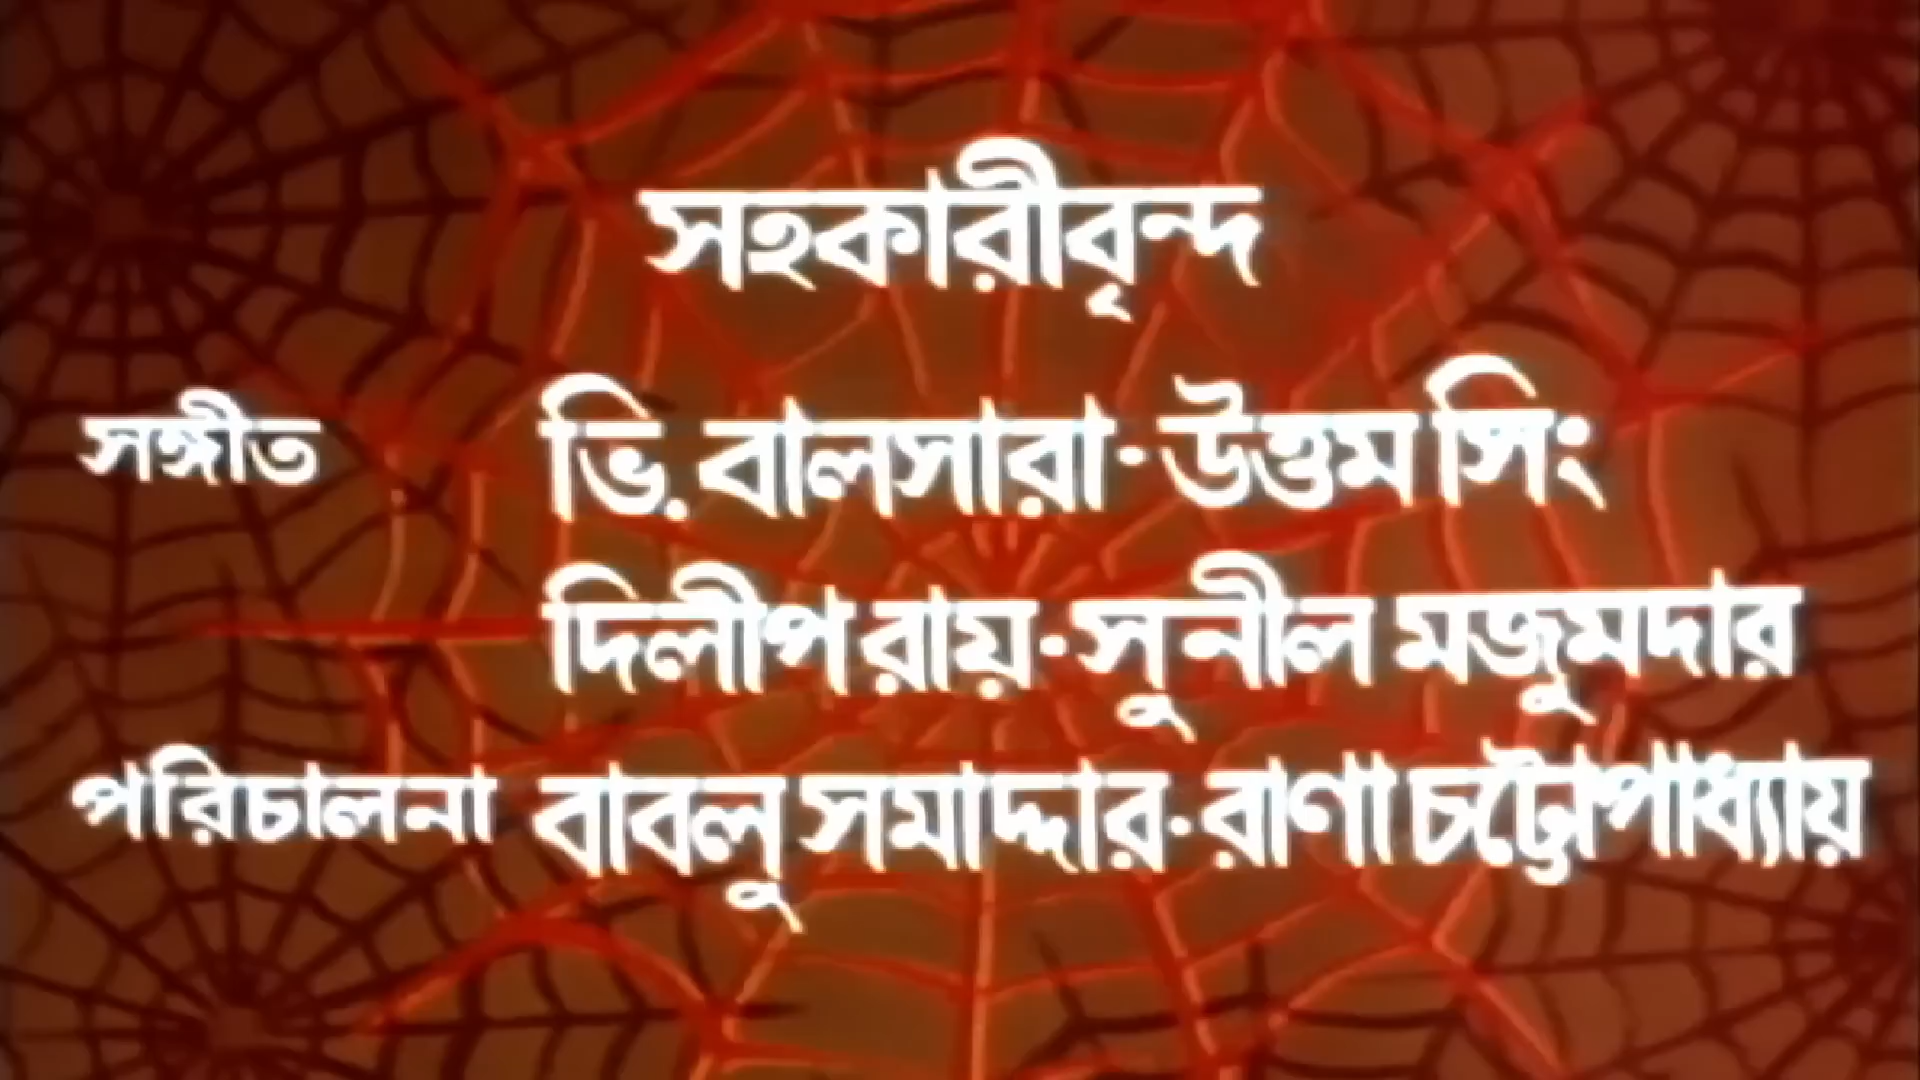 সহকারীবৃন্দ
সঙ্গীত ভি. বালসারা · উত্তম সিং
দিলীপ রায় · সুনীল মজুমদার
পরিচালনা বাবলু সমাদ্দার · রাণা চট্টোপাধ্যায়